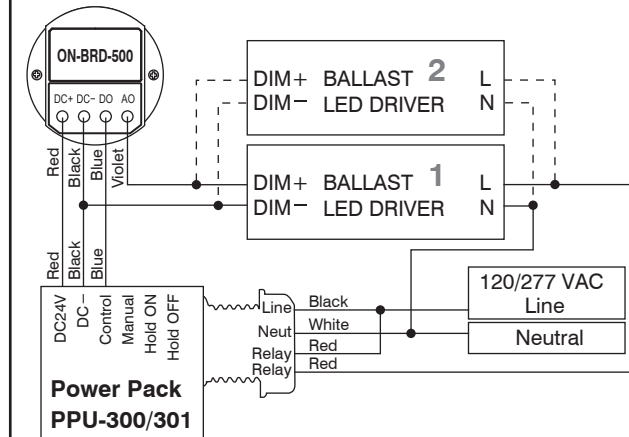 ON-BRD-500
DC+ DC− DO AO
Red
Black
Blue
Violet
DIM+ BALLAST 2 L
DIM− LED DRIVER N
DIM+ BALLAST 1 L
DIM− LED DRIVER N
Red
Black
Blue
DC24V
DC −
Control
Manual
Hold ON
Hold OFF
Power Pack
PPU-300/301
Line Black
Neut White
Relay Red
Relay Red
120/277 VAC
Line
Neutral